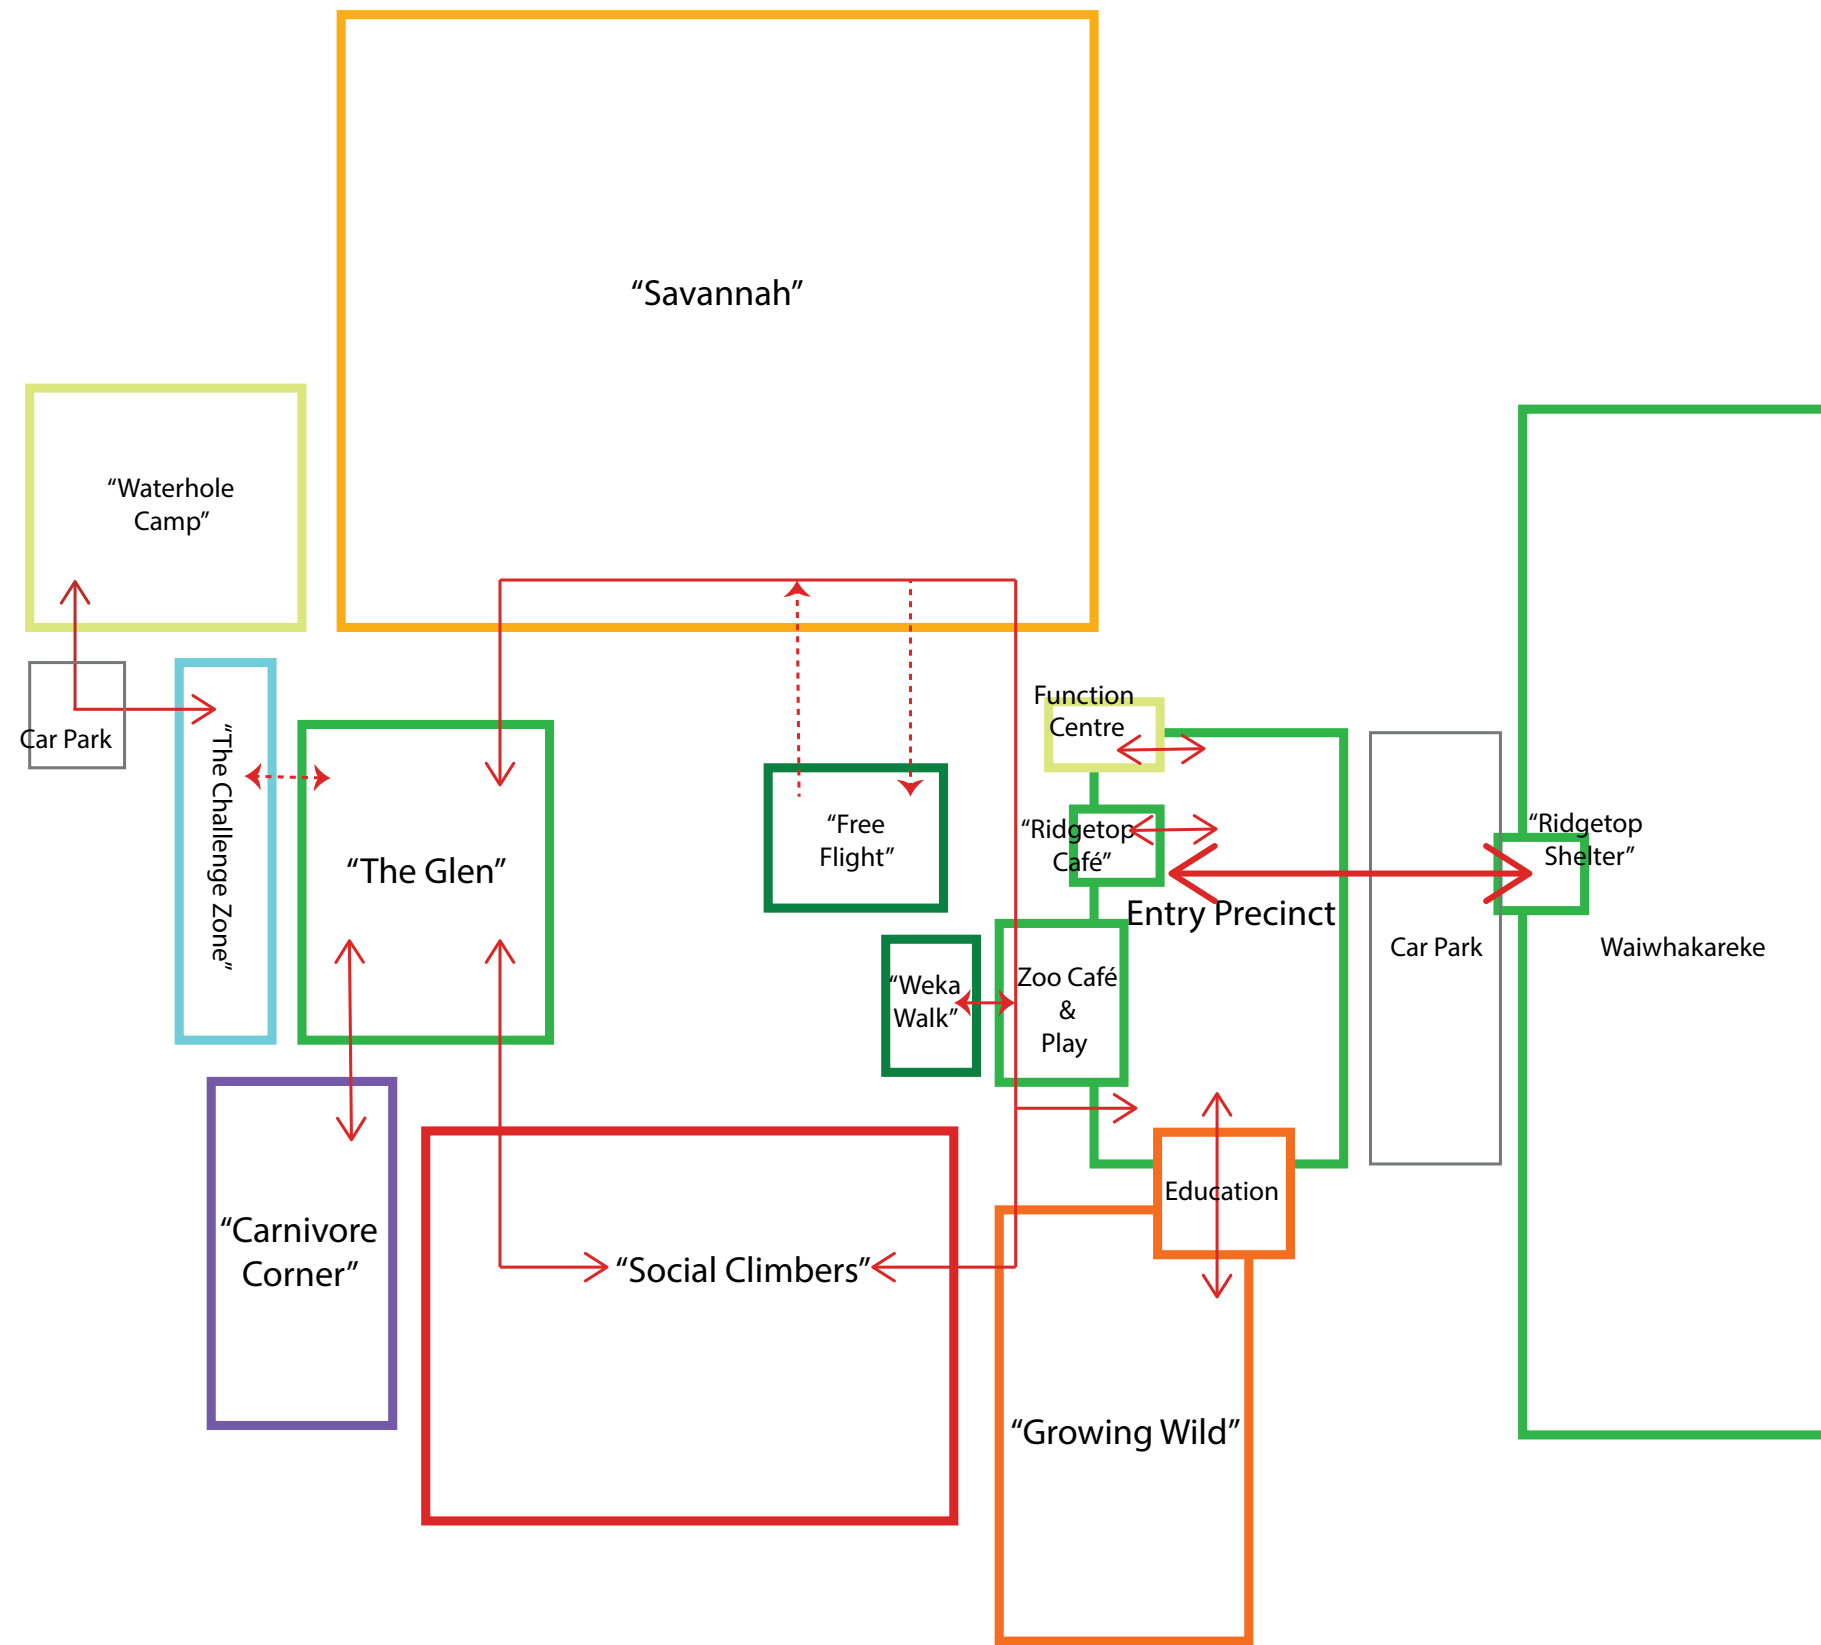 “Savannah”
“Waterhole
Camp”
Function
Centre
Car Park
“The Challenge Zone”
“The Glen”
“Free
Flight”
“Ridgetop
Café”
“Ridgetop
Shelter”
Entry Precinct
Car Park
Waiwhakareke
“Weka
Walk”
Zoo Café
&
Play
Education
“Carnivore
Corner”
“Social Climbers”
“Growing Wild”